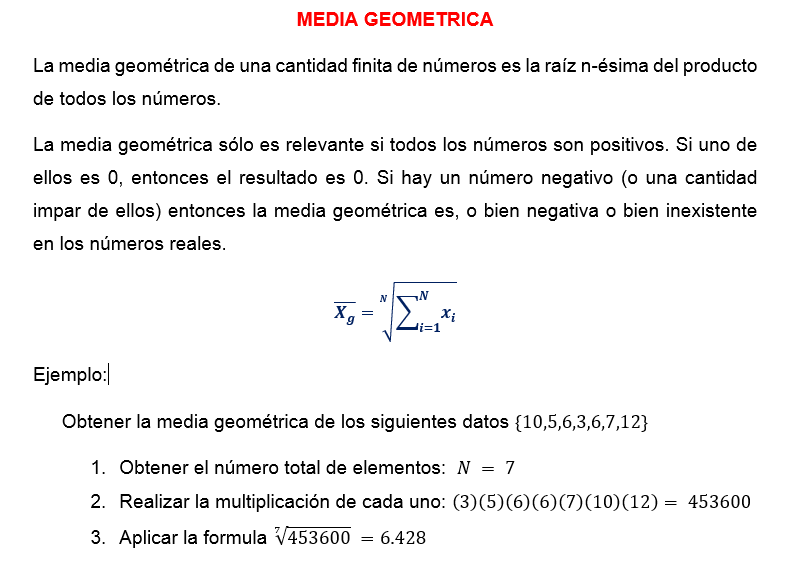 MEDIA GEOMETRICA
La media geométrica de una cantidad finita de números es la raíz n-ésima del producto
de todos los números.
La media geométrica sólo es relevante si todos los números son positivos. Si uno de
ellos es 0, entonces el resultado es 0. Si hay un número negativo (o una cantidad
impar de ellos) entonces la media geométrica es, o bien negativa o bien inexistente
en los números reales.
$\overline{X_g} = \sqrt[N]{\sum_{i=1}^{N} x_i}$
Ejemplo:
Obtener la media geométrica de los siguientes datos {10,5,6,3,6,7,12}
1. Obtener el número total de elementos: N = 7
2. Realizar la multiplicación de cada uno: (3)(5)(6)(6)(7)(10)(12) = 453600
3. Aplicar la formula $\sqrt[7]{453600}$ = 6.428